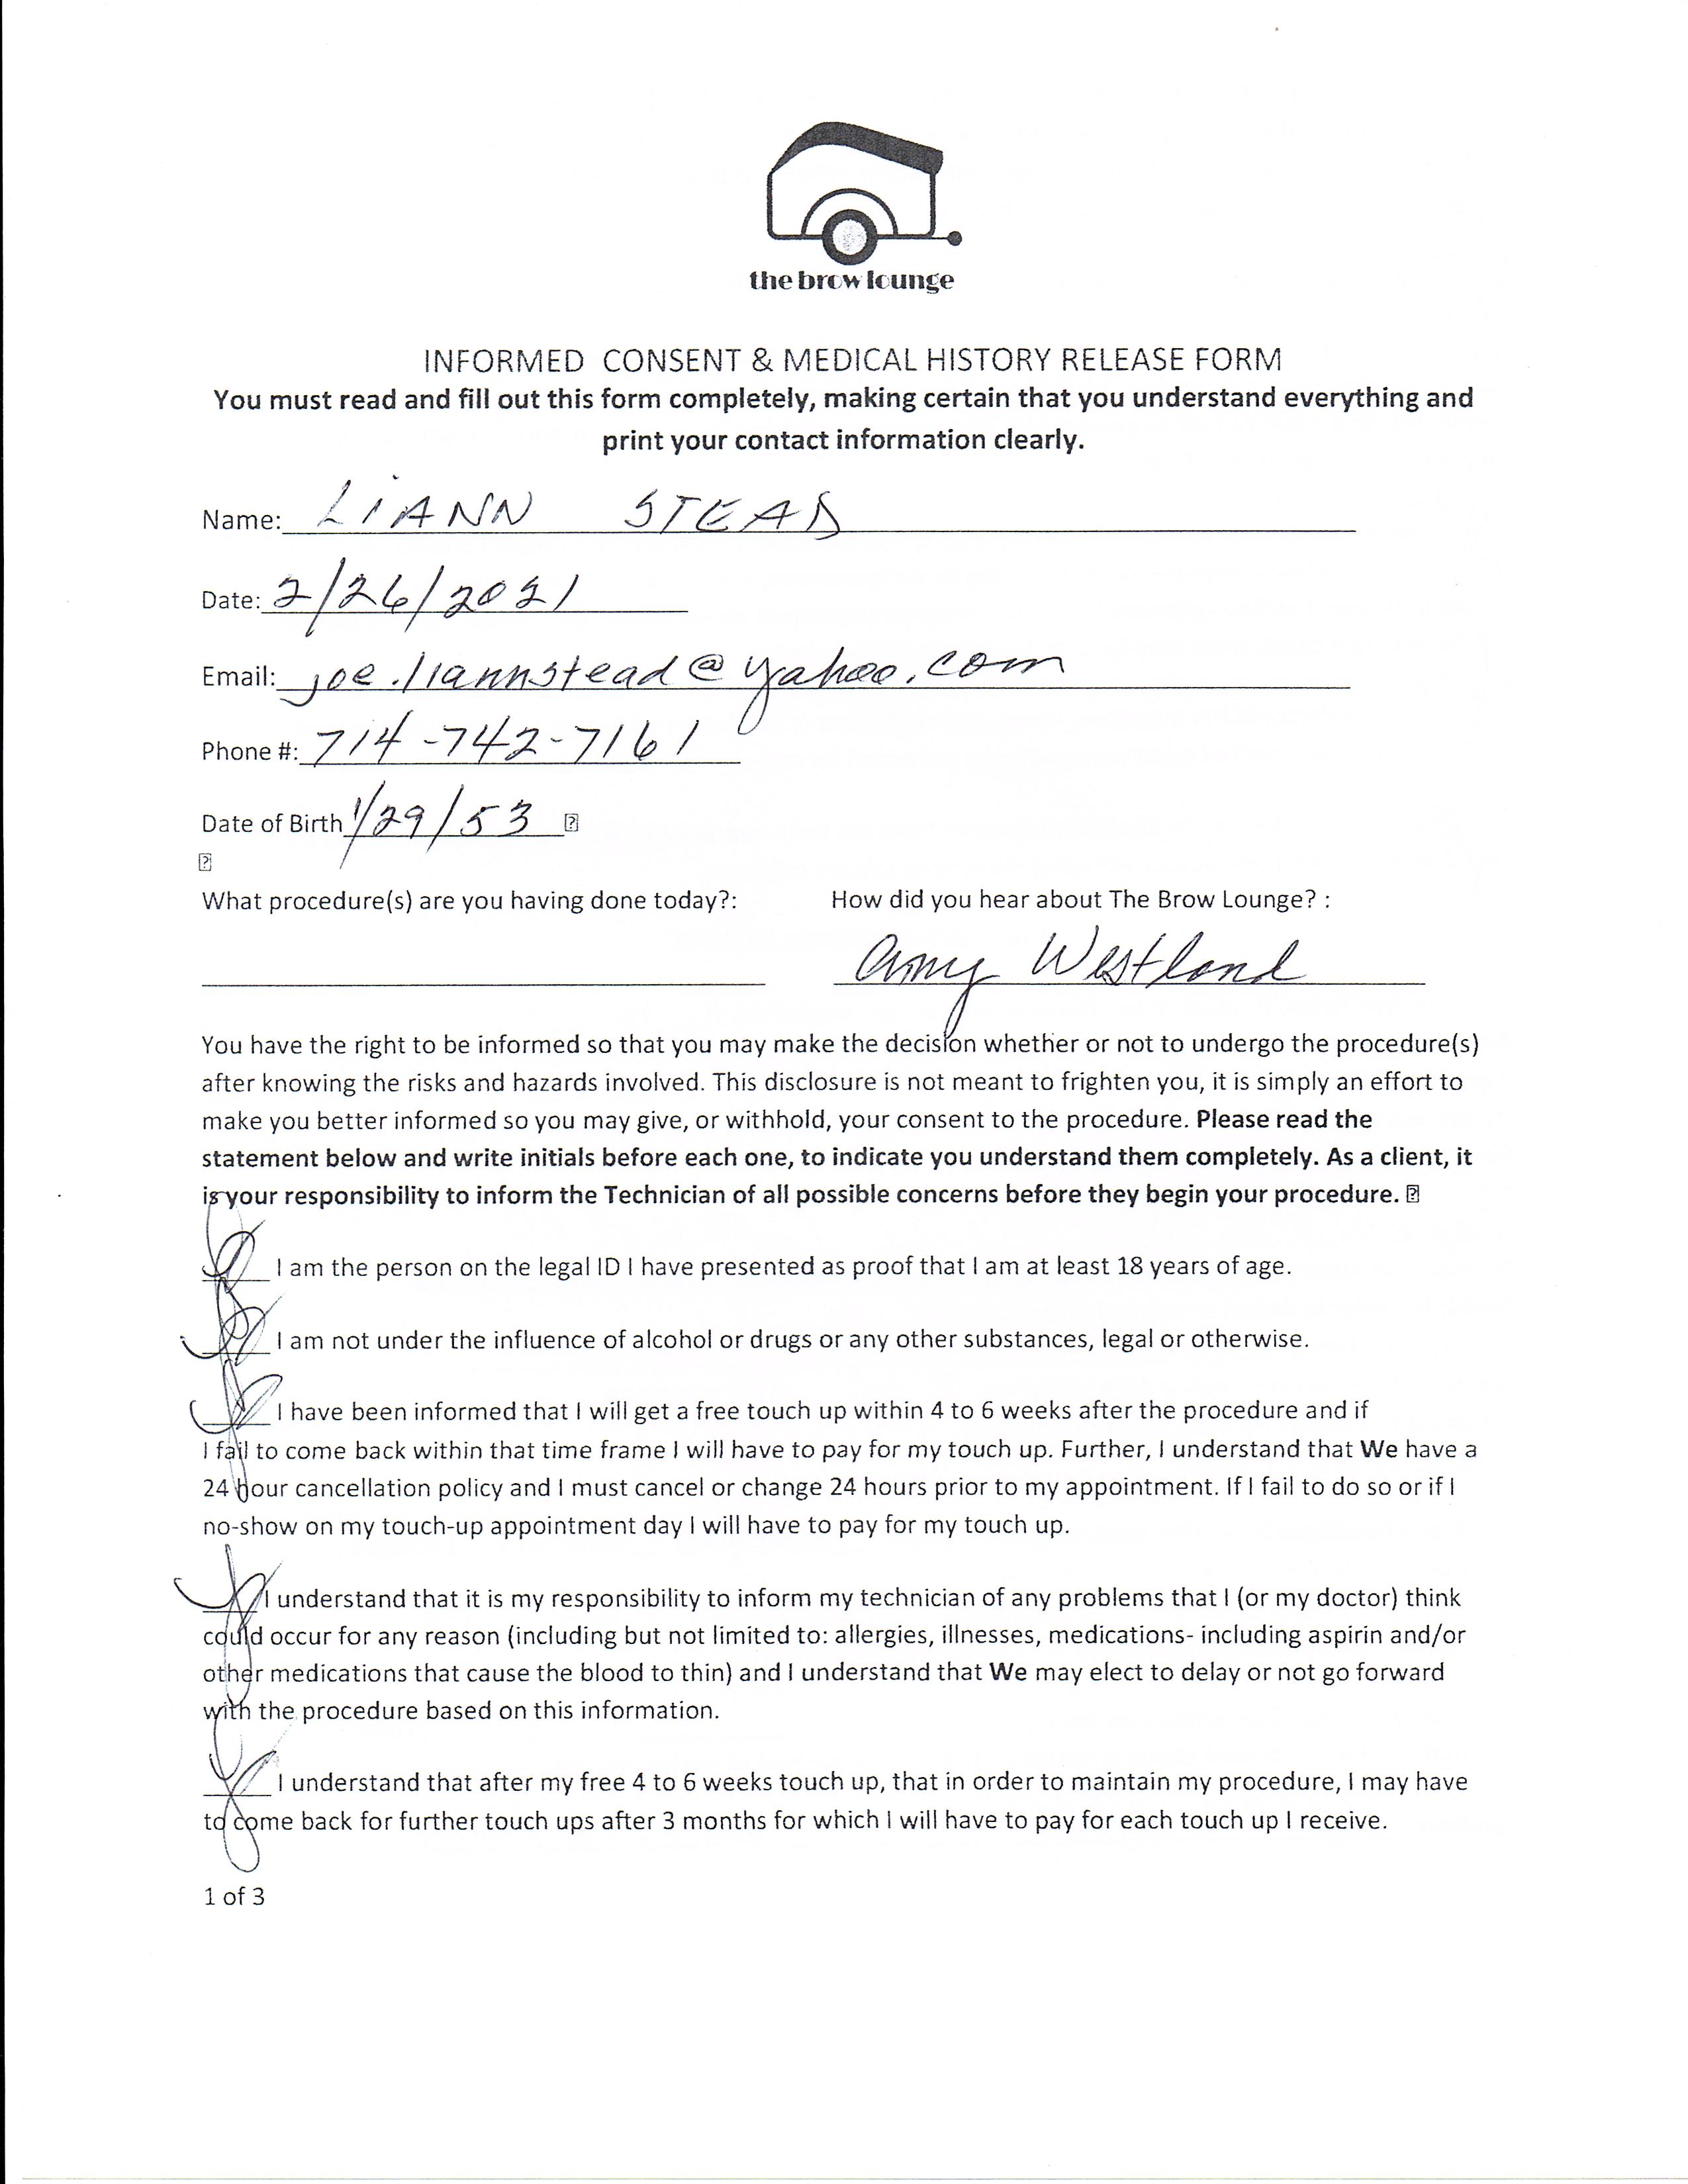 the brow lounge
INFORMED CONSENT & MEDICAL HISTORY RELEASE FORM
You must read and fill out this form completely, making certain that you understand everything and
print your contact information clearly.
Name: LiANN STEAD
Date: 2/26/2021
Email: joe.liannstead@yahoo.com
Phone #: 714-742-7161
Date of Birth 1/29/53
What procedure(s) are you having done today?: How did you hear about The Brow Lounge? :
Amy Westland
You have the right to be informed so that you may make the decision whether or not to undergo the procedure(s)
after knowing the risks and hazards involved. This disclosure is not meant to frighten you, it is simply an effort to
make you better informed so you may give, or withhold, your consent to the procedure. Please read the
statement below and write initials before each one, to indicate you understand them completely. As a client, it
is your responsibility to inform the Technician of all possible concerns before they begin your procedure.
I am the person on the legal ID I have presented as proof that I am at least 18 years of age.
I am not under the influence of alcohol or drugs or any other substances, legal or otherwise.
I have been informed that I will get a free touch up within 4 to 6 weeks after the procedure and if
I fail to come back within that time frame I will have to pay for my touch up. Further, I understand that We have a
24 hour cancellation policy and I must cancel or change 24 hours prior to my appointment. If I fail to do so or if I
no-show on my touch-up appointment day I will have to pay for my touch up.
I understand that it is my responsibility to inform my technician of any problems that I (or my doctor) think
could occur for any reason (including but not limited to: allergies, illnesses, medications- including aspirin and/or
other medications that cause the blood to thin) and I understand that We may elect to delay or not go forward
with the procedure based on this information.
I understand that after my free 4 to 6 weeks touch up, that in order to maintain my procedure, I may have
to come back for further touch ups after 3 months for which I will have to pay for each touch up I receive.
1 of 3